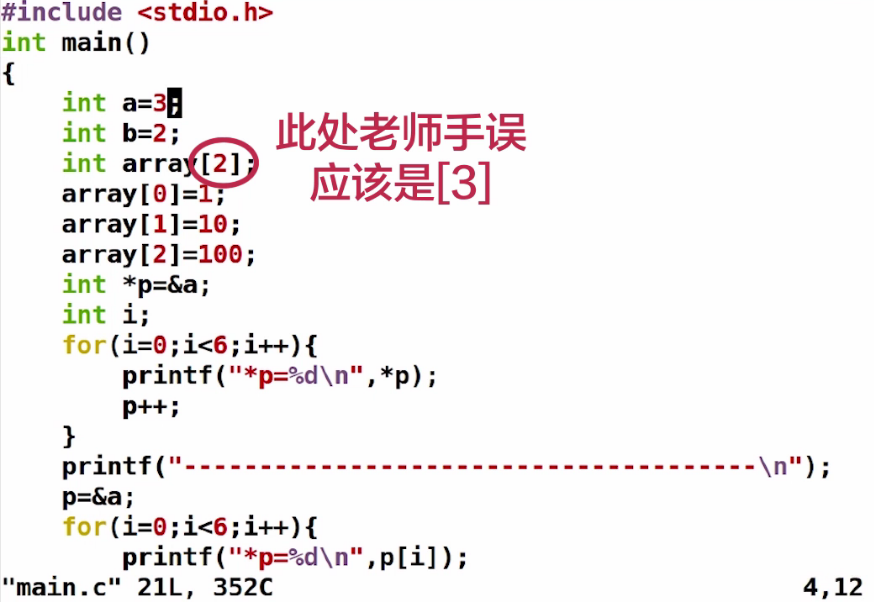 #include <stdio.h>
int main()
{
    int a=3;
    int b=2;
    int array[2];
此处老师手误
应该是[3]
    array[0]=1;
    array[1]=10;
    array[2]=100;
    int *p=&a;
    int i;
    for(i=0;i<6;i++){
        printf("*p=%d\n",*p);
        p++;
    }
    printf("--------------------------------------\n");
    p=&a;
    for(i=0;i<6;i++){
        printf("*p=%d\n",p[i]);
"main.c" 21L, 352C 4,12